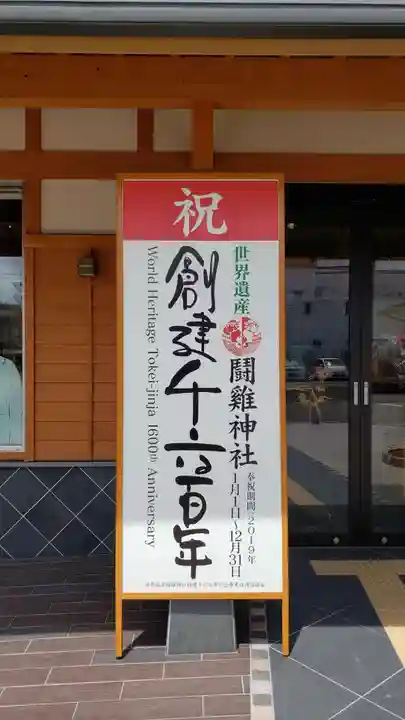 祝
世界遺産
闘雞神社
奉祝期間：2019年
1月1日～12月31日
創建千六百年
World Heritage Tokei-jinja 1600th Anniversary